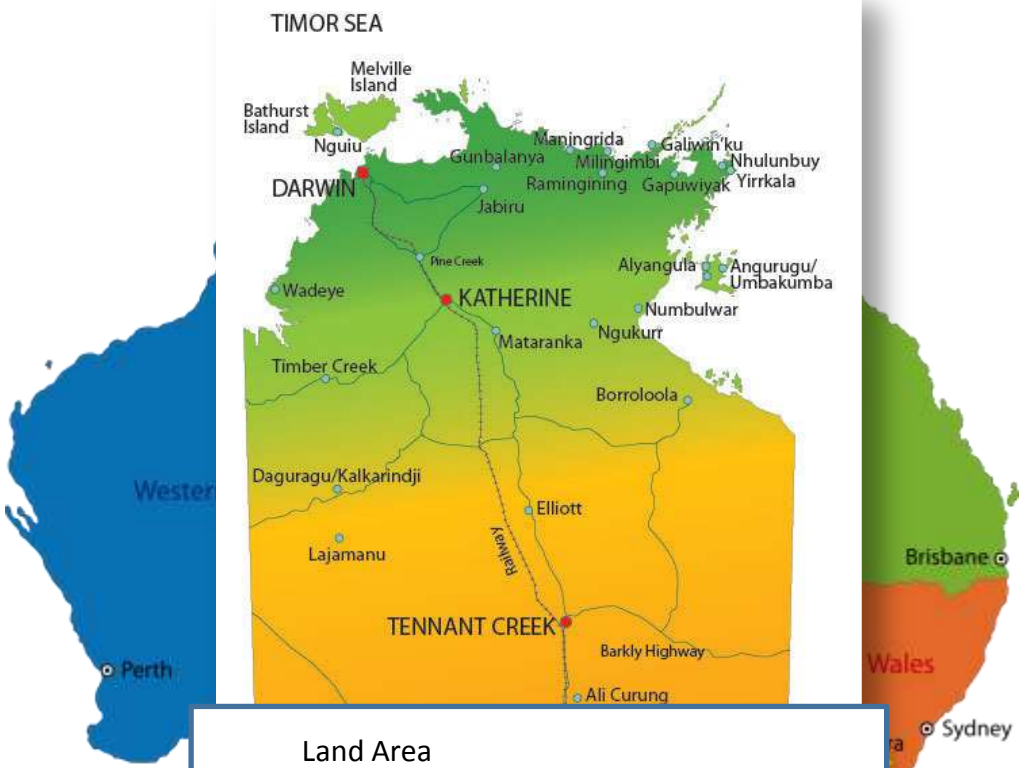 TIMOR SEA
Melville
Island
Bathurst
Island
Nguiu
Maningrida
Galiwin'ku
Gunbalanya
Milingimbi
Nhulunbuy
DARWIN
Ramingining
Gapuwiyak
Yirrkala
Jabiru
Pine Creek
Alyangula
Angurugu/
Umbakumba
Wadeye
KATHERINE
Numbulwar
Ngukurr
Mataranka
Timber Creek
Borroloola
Daguragu/Kalkarindji
Wester
Elliott
Railway
Lajamanu
Brisbane
TENNANT CREEK
Barkly Highway
Perth
Wales
Ali Curung
Sydney
ra
Land Area